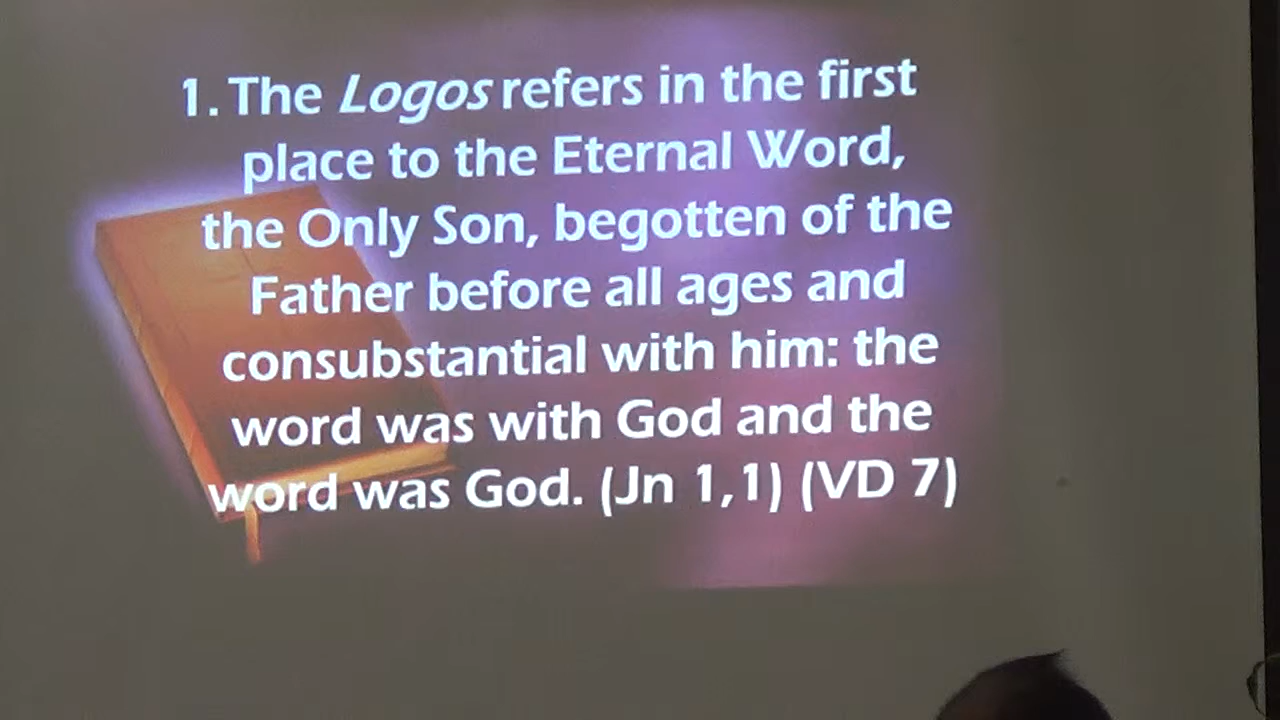 1. The Logos refers in the first
place to the Eternal Word,
the Only Son, begotten of the
Father before all ages and
consubstantial with him: the
word was with God and the
word was God. (Jn 1,1) (VD 7)